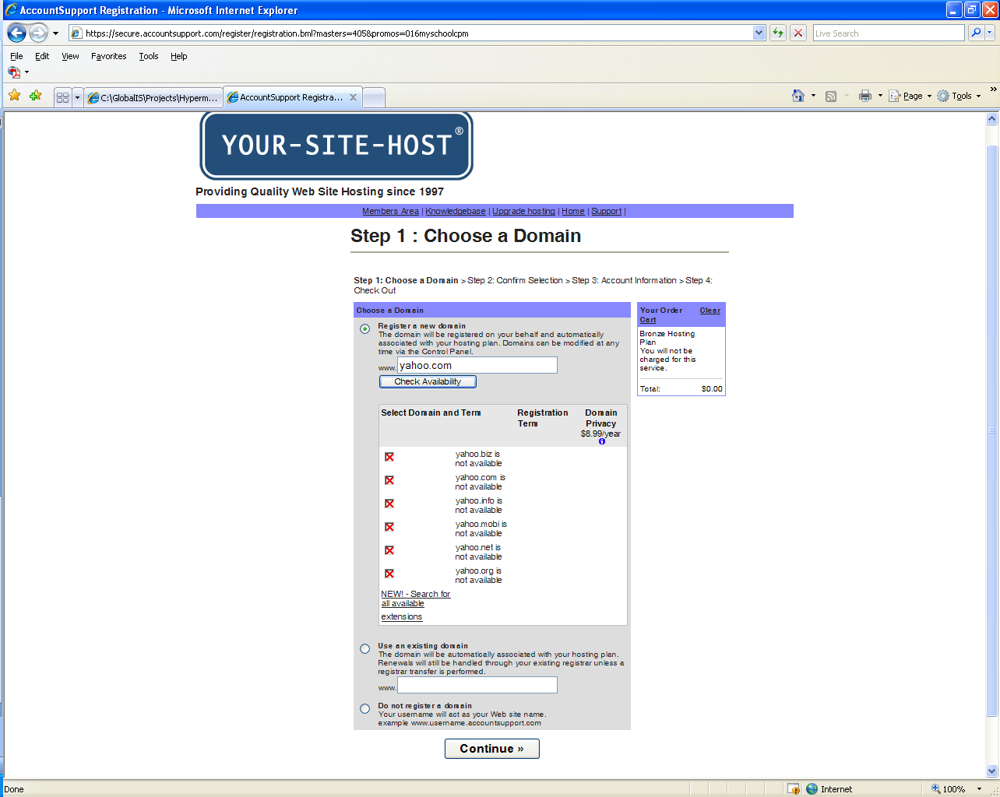 AccountSupport Registration - Microsoft Internet Explorer
https://secure.accountsupport.com/register/registration.bml?masters=405&promos=016myschoolcpm
Live Search
File Edit View Favorites Tools Help
C:\GlobalIS\Projects\Hyperm...
AccountSupport Registra...
Page
Tools
YOUR-SITE-HOST®
Providing Quality Web Site Hosting since 1997
Members Area | Knowledgebase | Upgrade hosting | Home | Support |
Step 1 : Choose a Domain
Step 1: Choose a Domain > Step 2: Confirm Selection > Step 3: Account Information > Step 4:
Check Out
Choose a Domain
Register a new domain
The domain will be registered on your behalf and automatically
associated with your hosting plan. Domains can be modified at any
time via the Control Panel.
www. yahoo.com
Check Availability
Select Domain and Term
Registration
Term
Domain
Privacy
$8.99/year
yahoo.biz is
not available
yahoo.com is
not available
yahoo.info is
not available
yahoo.mobi is
not available
yahoo.net is
not available
yahoo.org is
not available
NEW! - Search for
all available
extensions
Use an existing domain
The domain will be automatically associated with your hosting plan.
Renewals will still be handled through your existing registrar unless a
registrar transfer is performed.
www.
Do not register a domain
Your username will act as your Web site name.
example www.username.accountsupport.com
Continue »
Your Order Clear
Cart
Bronze Hosting
Plan
You will not be
charged for this
service.
Total: $0.00
Done
Internet
100%